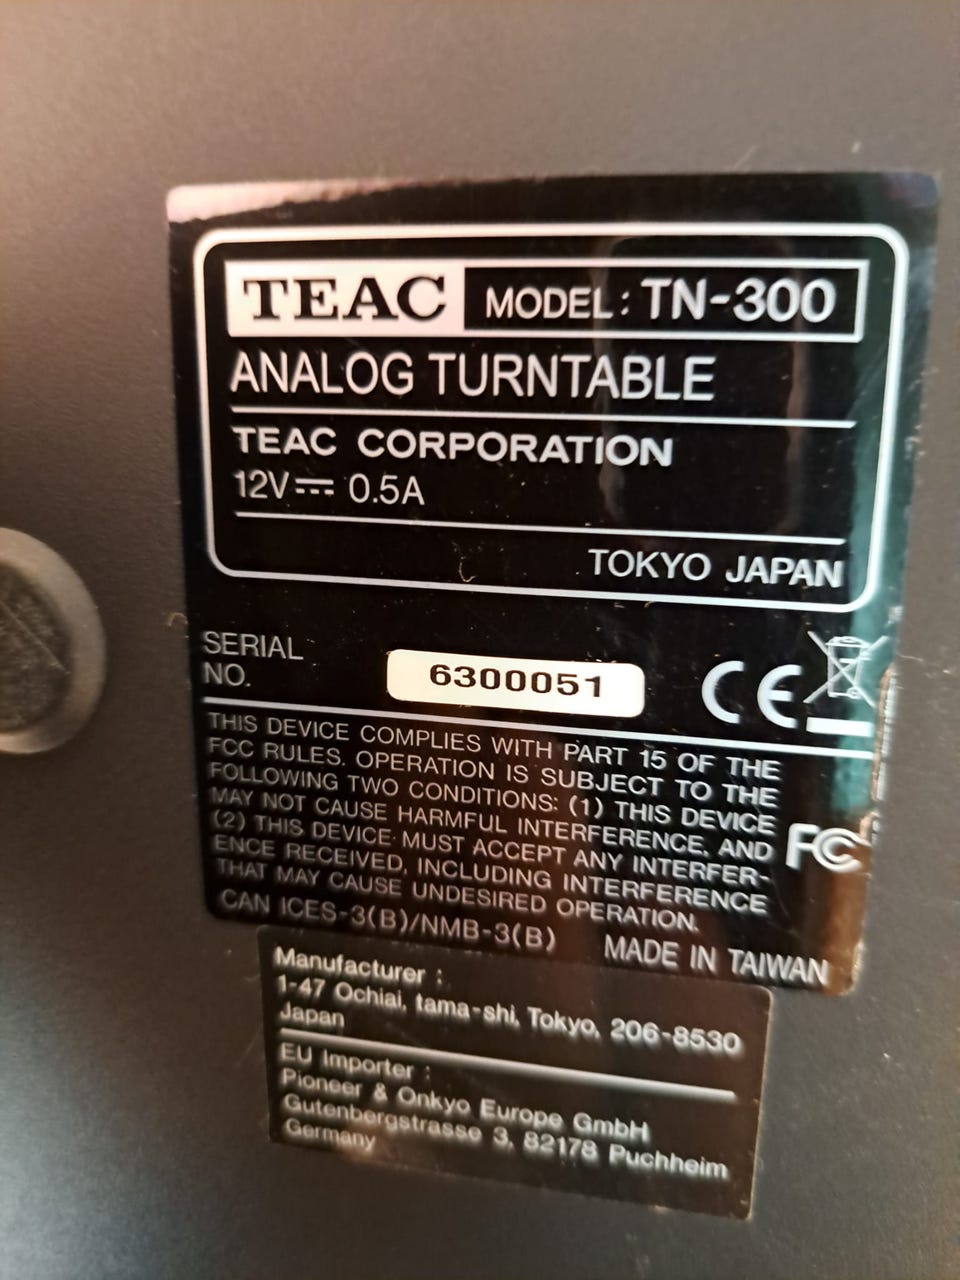 TEAC MODEL: TN-300
ANALOG TURNTABLE
TEAC CORPORATION
12V⎓ 0.5A
TOKYO JAPAN
SERIAL
NO.
6300051
CE
THIS DEVICE COMPLIES WITH PART 15 OF THE
FCC RULES. OPERATION IS SUBJECT TO THE
FOLLOWING TWO CONDITIONS: (1) THIS DEVICE
MAY NOT CAUSE HARMFUL INTERFERENCE, AND
(2) THIS DEVICE MUST ACCEPT ANY INTERFER-
ENCE RECEIVED, INCLUDING INTERFERENCE
THAT MAY CAUSE UNDESIRED OPERATION.
FC
CAN ICES-3(B)/NMB-3(B)
MADE IN TAIWAN
Manufacturer :
1-47 Ochiai, tama-shi, Tokyo, 206-8530
Japan
EU Importer :
Pioneer & Onkyo Europe GmbH
Gutenbergstrasse 3, 82178 Puchheim
Germany